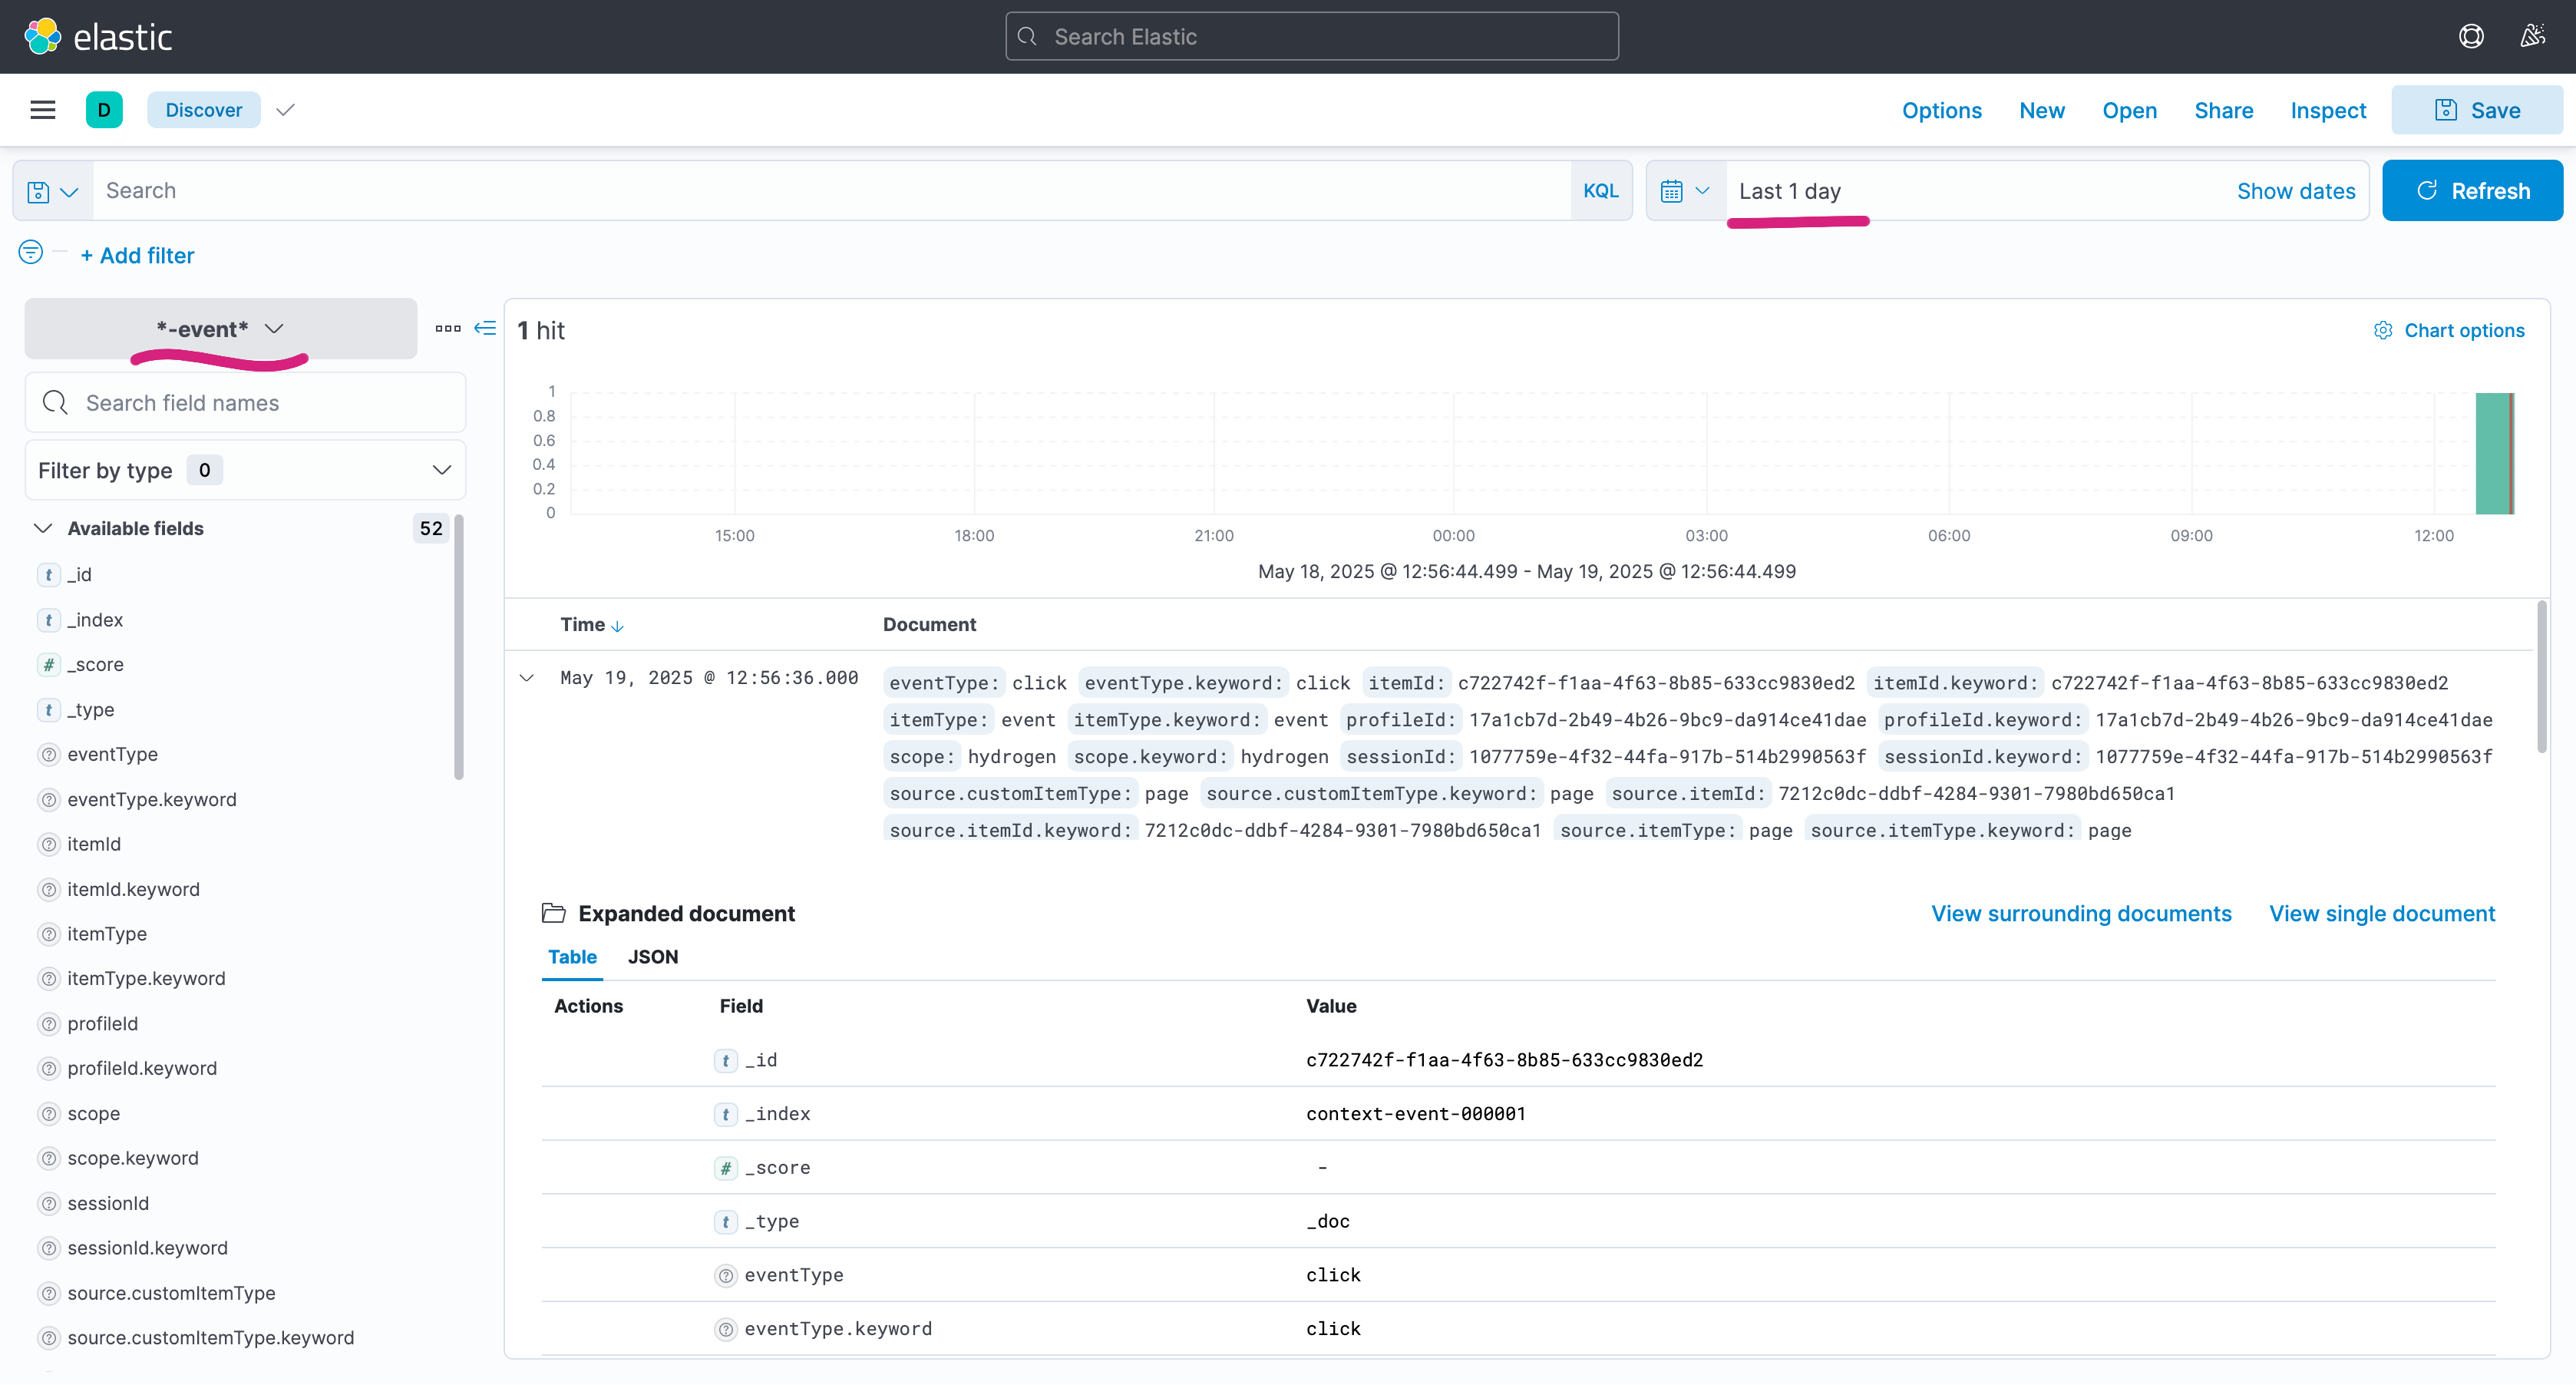 elastic Search Elastic
D Discover Options New Open Share Inspect Save
Search KQL Last 1 day Show dates Refresh
+ Add filter
*-event* 1 hit Chart options
Search field names
Filter by type 0
Available fields 52
_id
_index
_score
_type
eventType
eventType.keyword
itemId
itemId.keyword
itemType
itemType.keyword
profileId
profileId.keyword
scope
scope.keyword
sessionId
sessionId.keyword
source.customItemType
source.customItemType.keyword
1
0.8
0.6
0.4
0.2
0
15:00 18:00 21:00 00:00 03:00 06:00 09:00 12:00
May 18, 2025 @ 12:56:44.499 - May 19, 2025 @ 12:56:44.499
Time Document
May 19, 2025 @ 12:56:36.000 eventType: click eventType.keyword: click itemId: c722742f-f1aa-4f63-8b85-633cc9830ed2 itemId.keyword: c722742f-f1aa-4f63-8b85-633cc9830ed2
itemType: event itemType.keyword: event profileId: 17a1cb7d-2b49-4b26-9bc9-da914ce41dae profileId.keyword: 17a1cb7d-2b49-4b26-9bc9-da914ce41dae
scope: hydrogen scope.keyword: hydrogen sessionId: 1077759e-4f32-44fa-917b-514b2990563f sessionId.keyword: 1077759e-4f32-44fa-917b-514b2990563f
source.customItemType: page source.customItemType.keyword: page source.itemId: 7212c0dc-ddbf-4284-9301-7980bd650ca1
source.itemId.keyword: 7212c0dc-ddbf-4284-9301-7980bd650ca1 source.itemType: page source.itemType.keyword: page
Expanded document View surrounding documents View single document
Table JSON
Actions Field Value
t _id c722742f-f1aa-4f63-8b85-633cc9830ed2
t _index context-event-000001
# _score -
t _type _doc
eventType click
eventType.keyword click